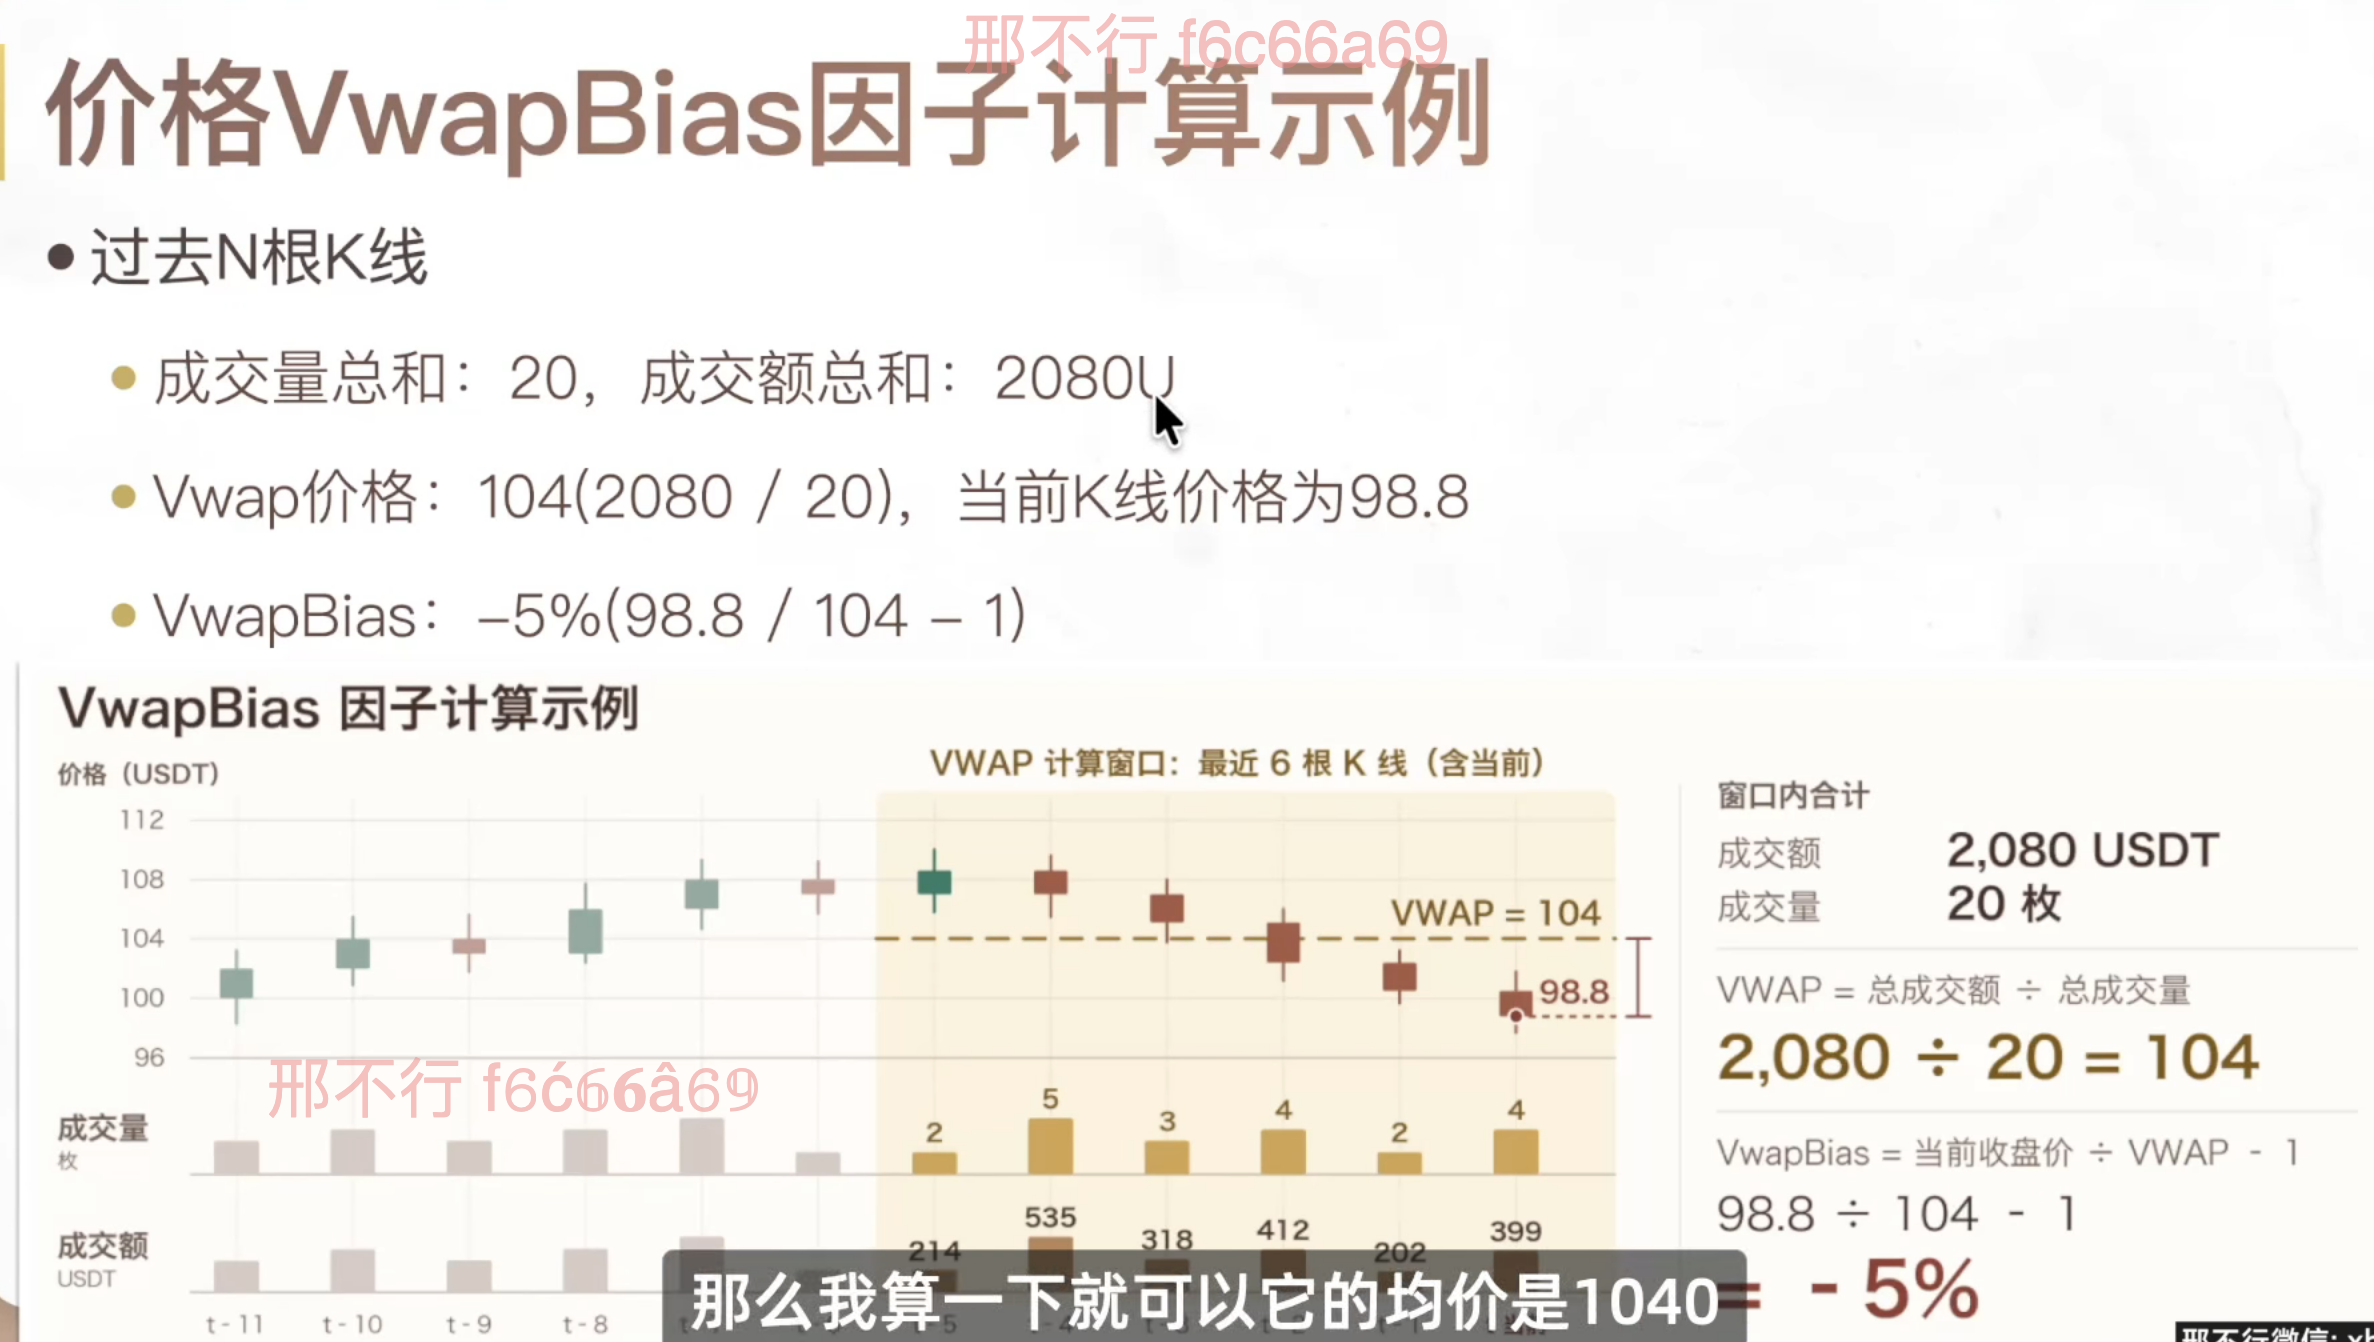 邢不行 f6c66a69
价格VwapBias因子计算示例
过去N根K线
成交量总和：20，成交额总和：2080U
Vwap价格：104(2080 / 20)，当前K线价格为98.8
VwapBias：-5%(98.8 / 104 - 1)
VwapBias 因子计算示例
价格（USDT）
VWAP 计算窗口：最近 6 根 K 线（含当前）
112
108
104
100
96
VWAP = 104
98.8
邢不行 f6c66a69
成交量
枚
2 5 3 4 2 4
成交额
USDT
214 535 318 412 202 399
t-11 t-10 t-9 t-8
窗口内合计
成交额 2,080 USDT
成交量 20 枚
VWAP = 总成交额 ÷ 总成交量
2,080 ÷ 20 = 104
VwapBias = 当前收盘价 ÷ VWAP - 1
98.8 ÷ 104 - 1
= -5%
那么我算一下就可以它的均价是1040
邢不行微信: